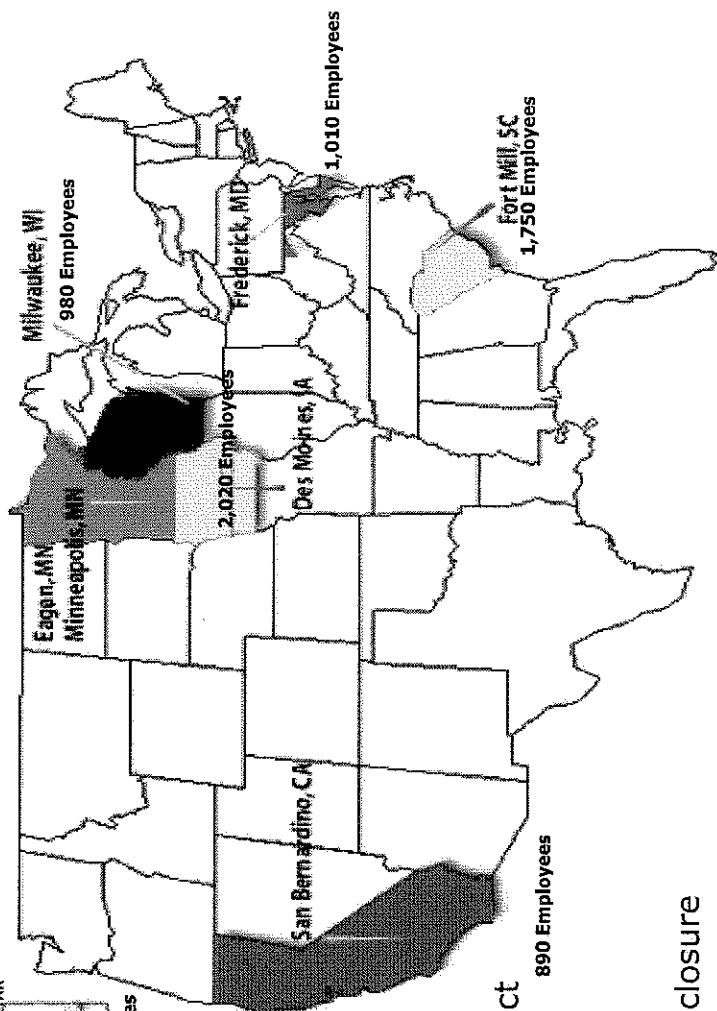 Milwaukee, WI
980 Employees
Eagan, MN
Minneapolis, MN
2,020 Employees
Des Moines, IA
Frederick, MD
1,010 Employees
Fort Mill, SC
1,750 Employees
San Bernardino, CA
890 Employees
ct
closure
es